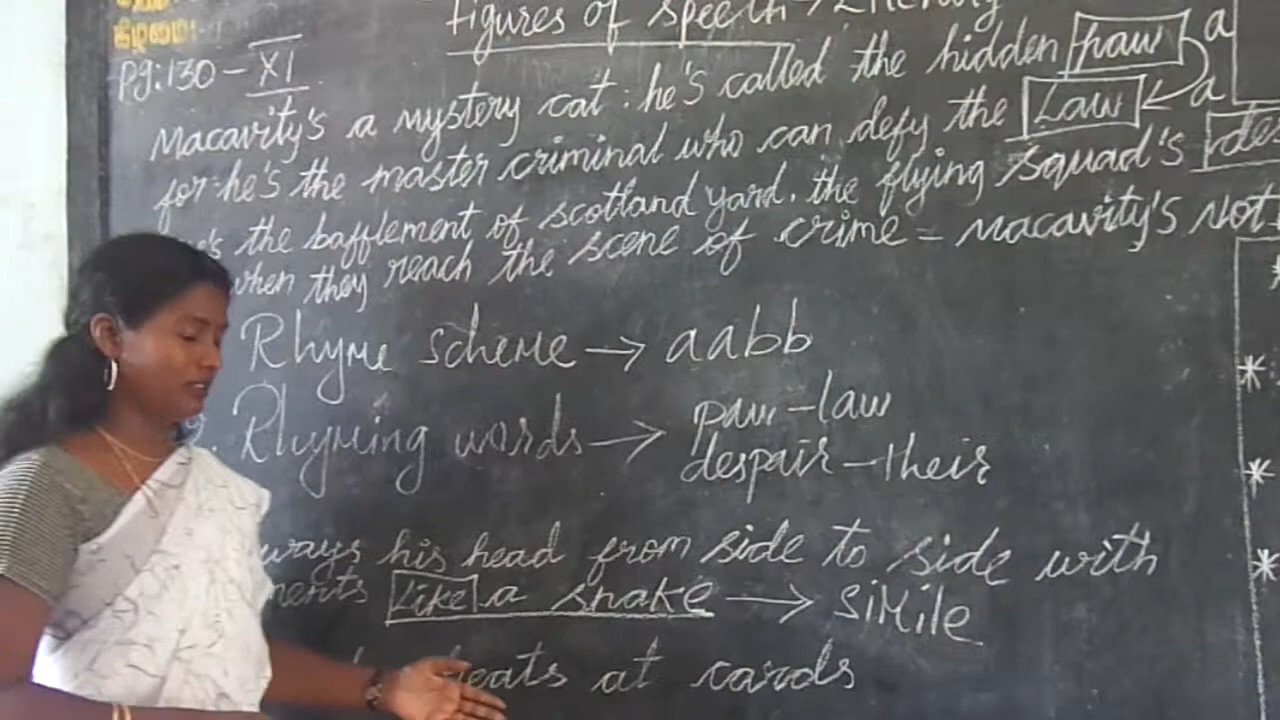 கிழமை:
Figures of speech - Literary
Pg: 130 - XI
Macavity's a mystery cat : he's called the hidden paw a
for he's the master criminal who can defy the Law a
the bafflement of scotland yard. the flying squad's
when they reach the scene of crime - Macavity's Not
Rhyme scheme → aabb
Rhyming words → paw - law
despair - their
his head from side to side with
Like a snake → simile
at cards